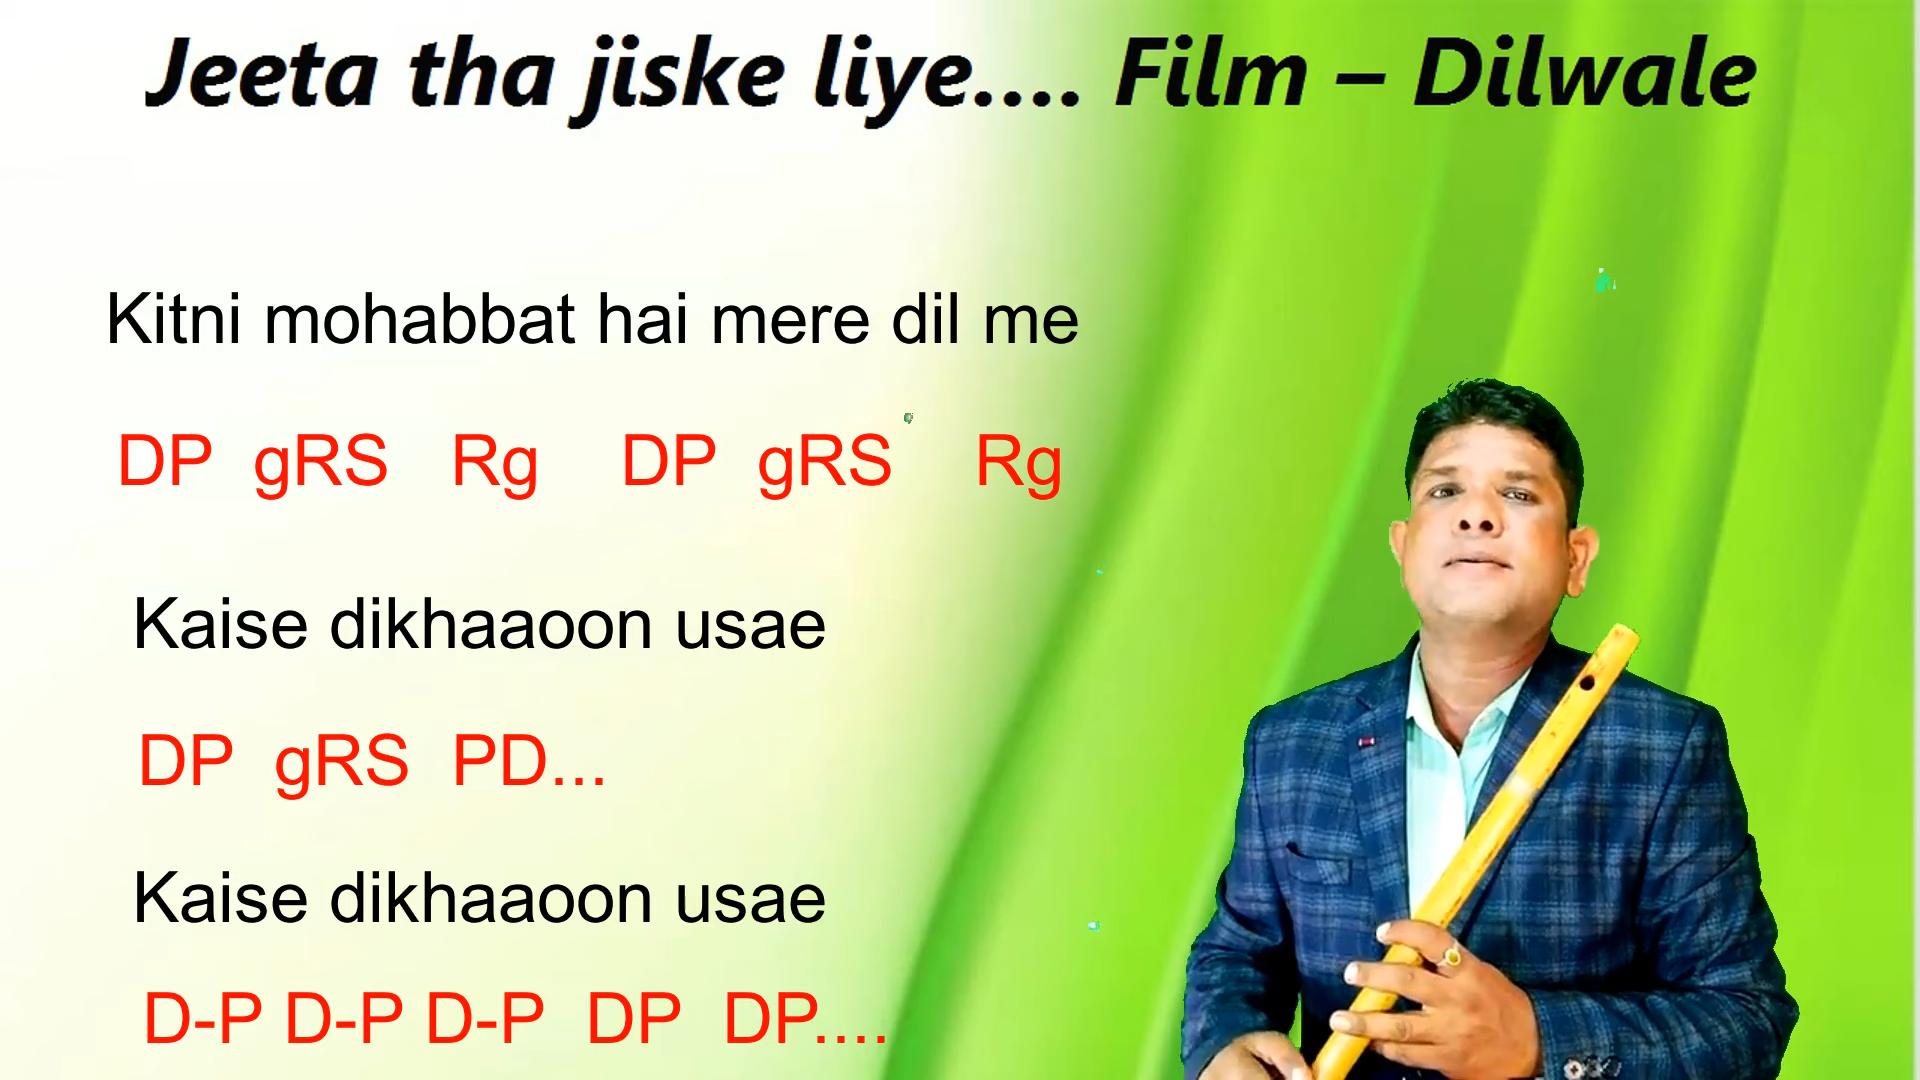 Jeeta tha jiske liye.... Film – Dilwale
Kitni mohabbat hai mere dil me
DP gRS Rg DP gRS Rg
Kaise dikhaaoon usae
DP gRS PD...
Kaise dikhaaoon usae
D-P D-P D-P DP DP....